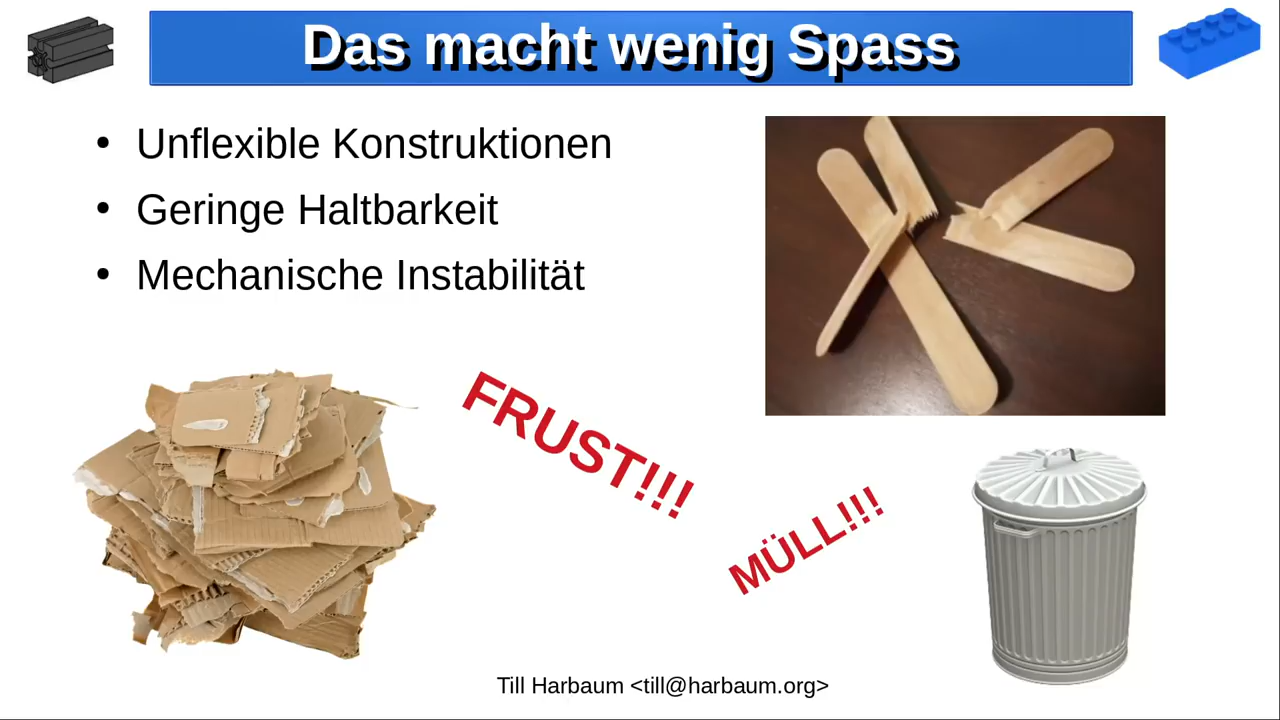 Das macht wenig Spass
Unflexible Konstruktionen
Geringe Haltbarkeit
Mechanische Instabilität
FRUST!!!
MÜLL!!!
Till Harbaum <till@harbaum.org>